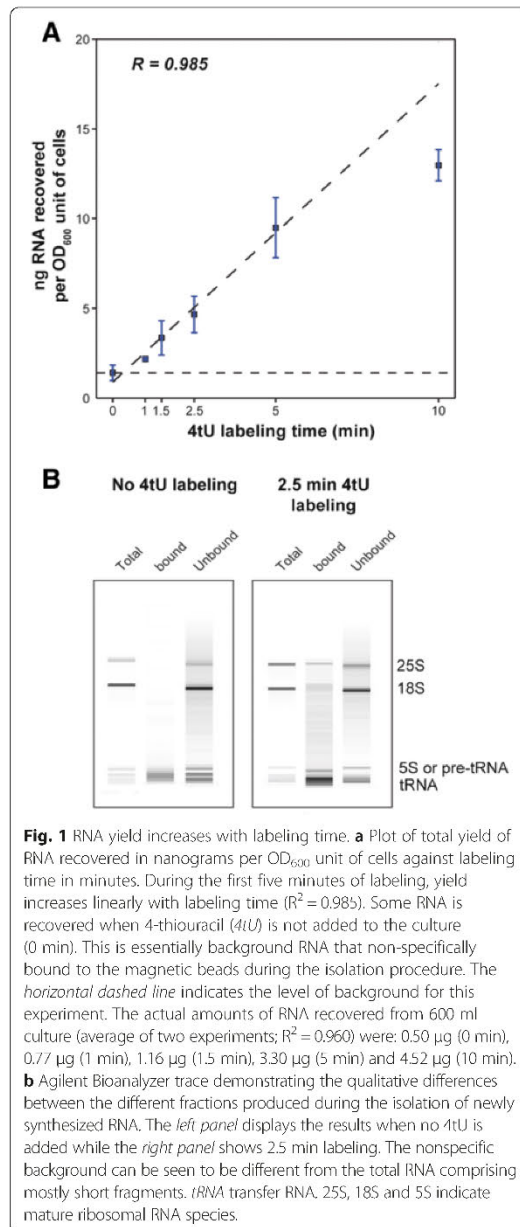 A
20
R = 0.985
15
10
5
0
ng RNA recovered
per OD600 unit of cells
0 1 1.5 2.5 5 10
4tU labeling time (min)
B
No 4tU labeling
2.5 min 4tU
labeling
Total bound Unbound
Total bound Unbound
25S
18S
5S or pre-tRNA
tRNA
Fig. 1 RNA yield increases with labeling time. a Plot of total yield of
RNA recovered in nanograms per OD600 unit of cells against labeling
time in minutes. During the first five minutes of labeling, yield
increases linearly with labeling time (R² = 0.985). Some RNA is
recovered when 4-thiouracil (4tU) is not added to the culture
(0 min). This is essentially background RNA that non-specifically
bound to the magnetic beads during the isolation procedure. The
horizontal dashed line indicates the level of background for this
experiment. The actual amounts of RNA recovered from 600 ml
culture (average of two experiments; R² = 0.960) were: 0.50 µg (0 min),
0.77 µg (1 min), 1.16 µg (1.5 min), 3.30 µg (5 min) and 4.52 µg (10 min).
b Agilent Bioanalyzer trace demonstrating the qualitative differences
between the different fractions produced during the isolation of newly
synthesized RNA. The left panel displays the results when no 4tU is
added while the right panel shows 2.5 min labeling. The nonspecific
background can be seen to be different from the total RNA comprising
mostly short fragments. tRNA transfer RNA. 25S, 18S and 5S indicate
mature ribosomal RNA species.